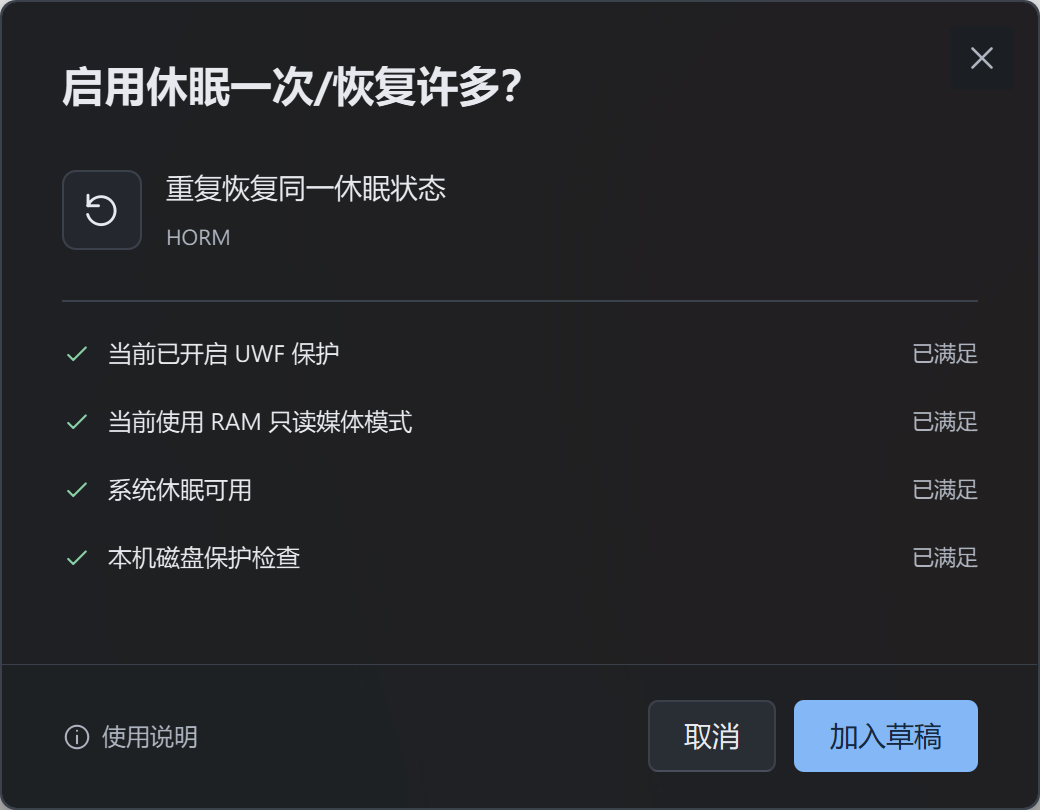 启用休眠一次/恢复许多?
重复恢复同一休眠状态
HORM
当前已开启 UWF 保护 已满足
当前使用 RAM 只读媒体模式 已满足
系统休眠可用 已满足
本机磁盘保护检查 已满足
使用说明 取消 加入草稿